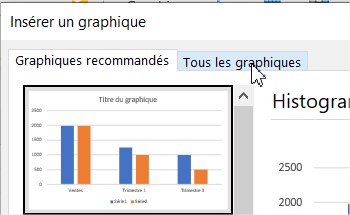 Insérer un graphique
Graphiques recommandés
Tous les graphiques
Titre du graphique
2500
2000
1500
1000
500
0
Ventes
Trimestre 1
Trimestre 3
Série1
Histogra
2500
2000